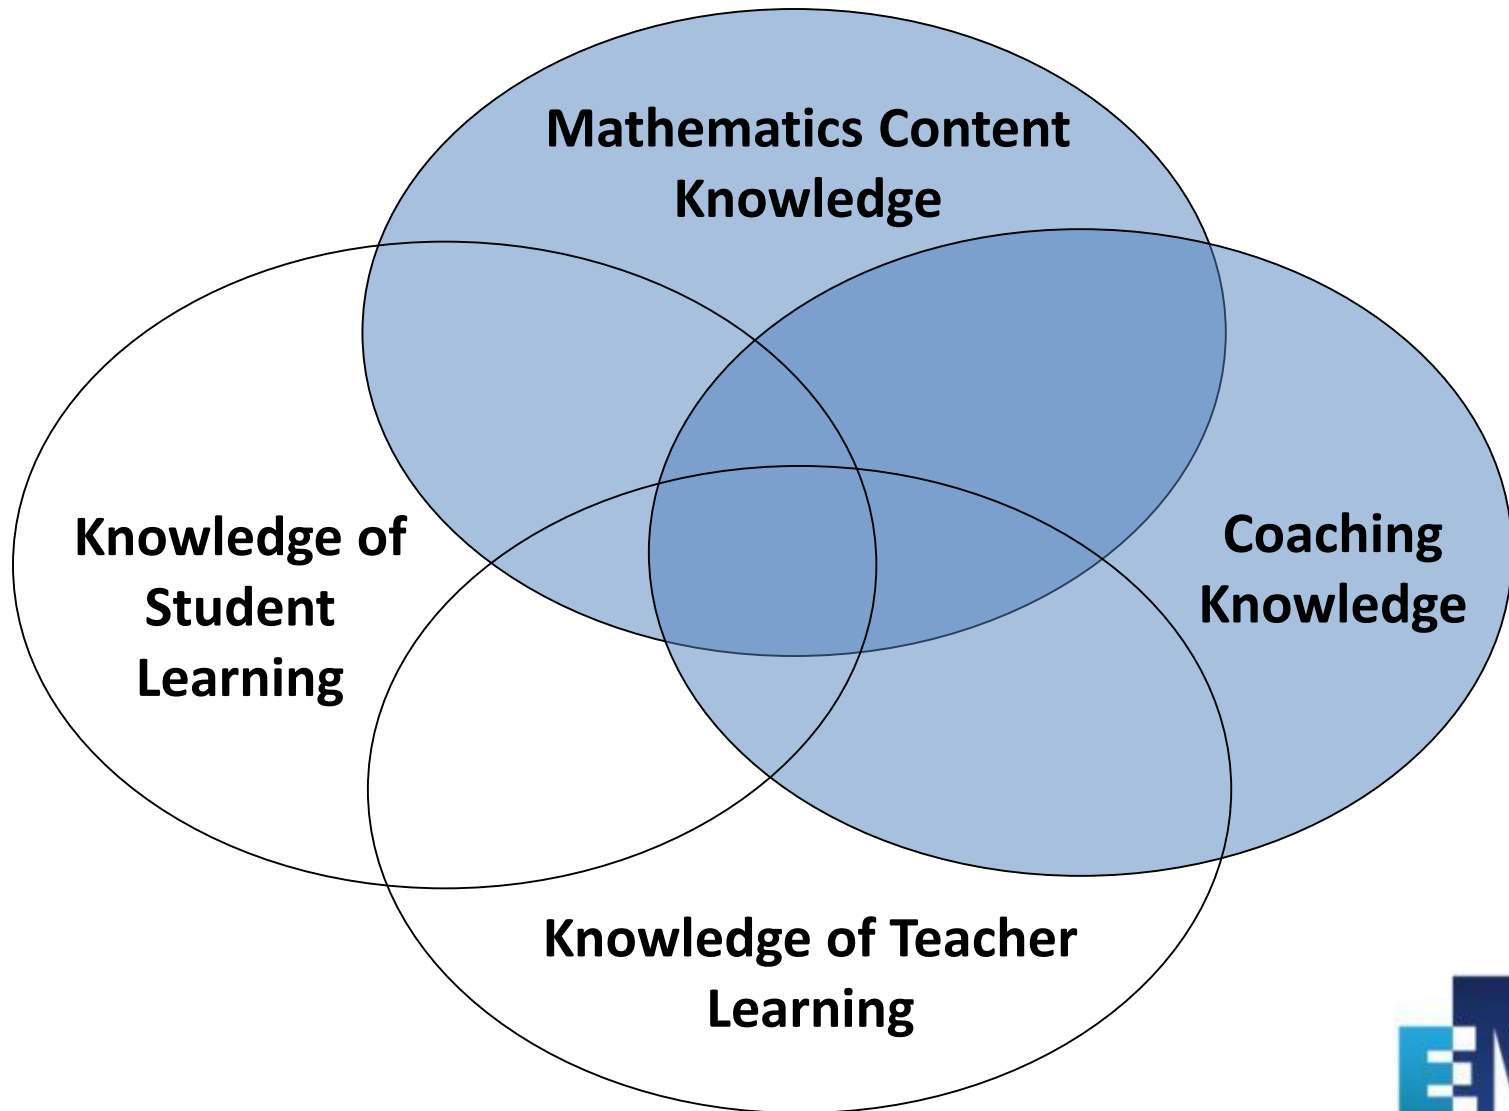 Mathematics Content
Knowledge
Knowledge of
Student
Learning
Coaching
Knowledge
Knowledge of Teacher
Learning
E